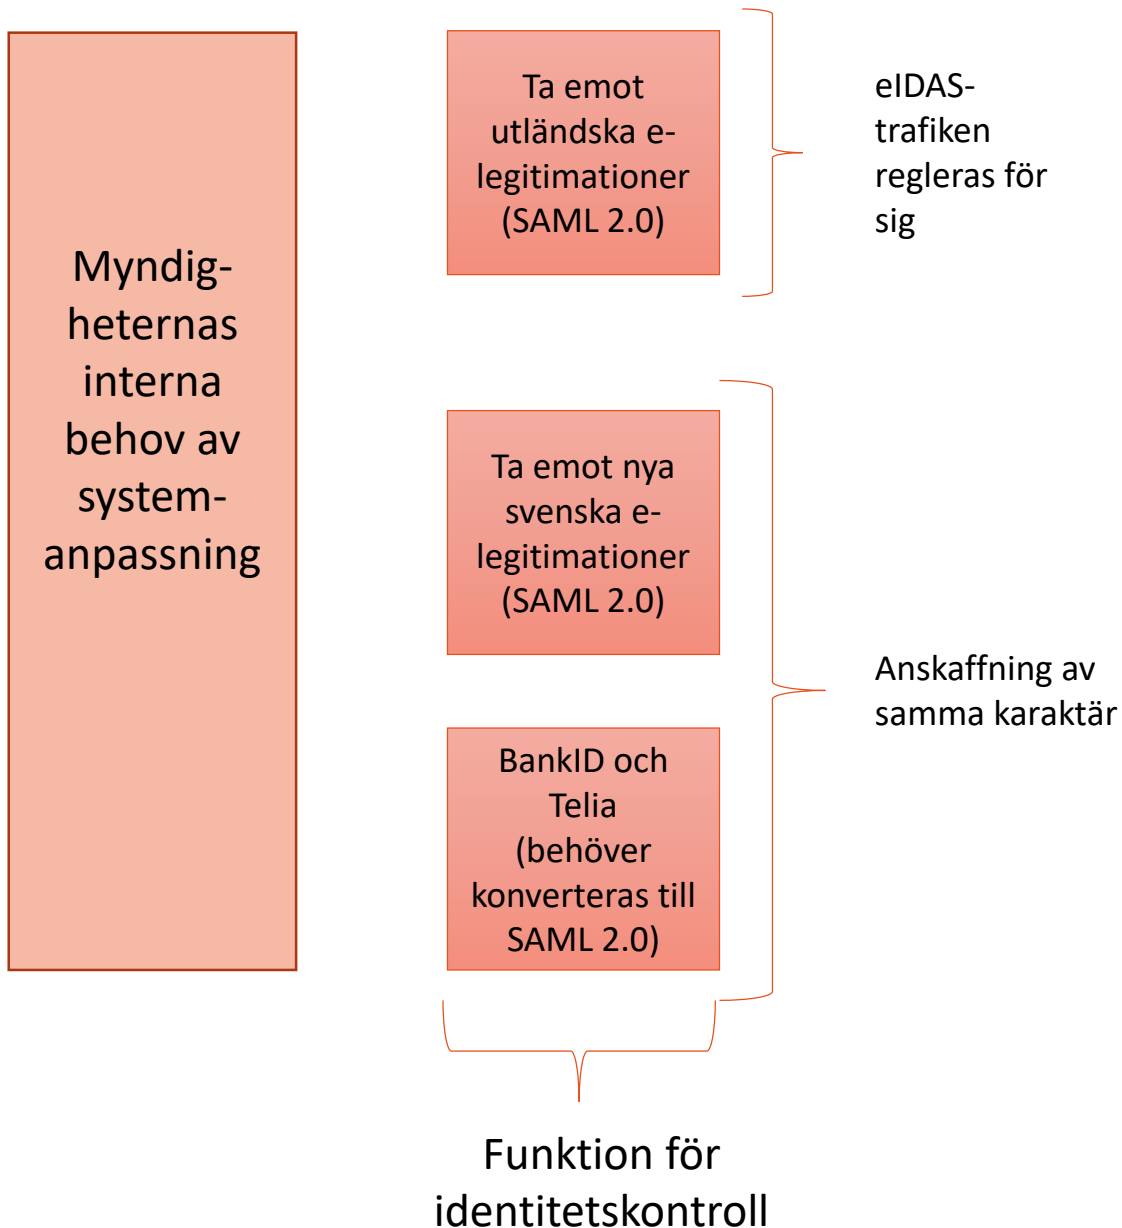 Myndig-
heternas
interna
behov av
system-
anpassning
Ta emot
utländska e-
legitimationer
(SAML 2.0)
eIDAS-
trafiken
regleras för
sig
Ta emot nya
svenska e-
legitimationer
(SAML 2.0)
BankID och
Telia
(behöver
konverteras till
SAML 2.0)
Anskaffning av
samma karaktär
Funktion för
identitetskontroll